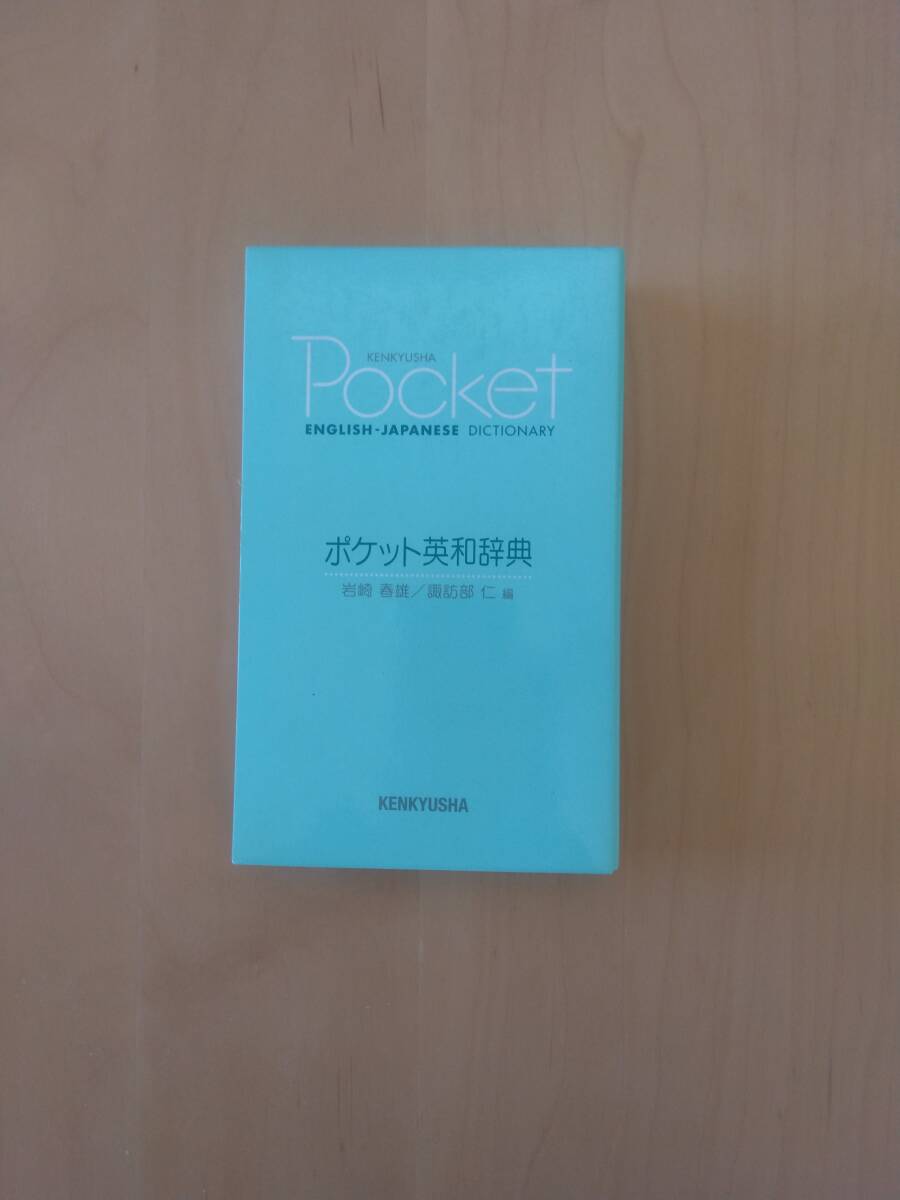 KENKYUSHA
Pocket
ENGLISH-JAPANESE DICTIONARY
ポケット英和辞典
岩崎 春雄／諏訪部 仁 編
KENKYUSHA